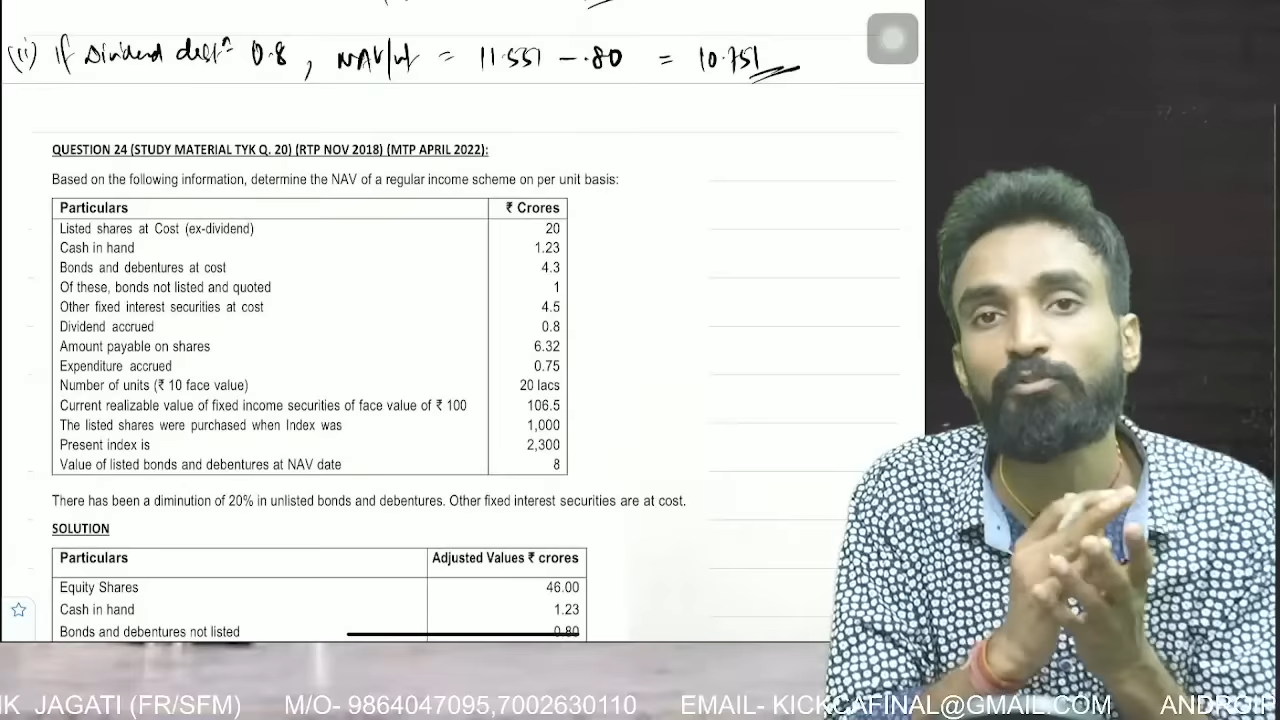 (ii) If Dividend distn 0.8 , NAV/ut = 11.551 - .80 = 10.751
QUESTION 24 (STUDY MATERIAL TYK Q. 20) (RTP NOV 2018) (MTP APRIL 2022):
Based on the following information, determine the NAV of a regular income scheme on per unit basis:
Particulars ₹ Crores
Listed shares at Cost (ex-dividend) 20
Cash in hand 1.23
Bonds and debentures at cost 4.3
Of these, bonds not listed and quoted 1
Other fixed interest securities at cost 4.5
Dividend accrued 0.8
Amount payable on shares 6.32
Expenditure accrued 0.75
Number of units (₹ 10 face value) 20 lacs
Current realizable value of fixed income securities of face value of ₹ 100 106.5
The listed shares were purchased when Index was 1,000
Present index is 2,300
Value of listed bonds and debentures at NAV date 8
There has been a diminution of 20% in unlisted bonds and debentures. Other fixed interest securities are at cost.
SOLUTION
Particulars Adjusted Values ₹ crores
Equity Shares 46.00
Cash in hand 1.23
Bonds and debentures not listed 0.80
IK JAGATI (FR/SFM) M/O- 9864047095,7002630110 EMAIL- KICKCAFINAL@GMAIL.COM